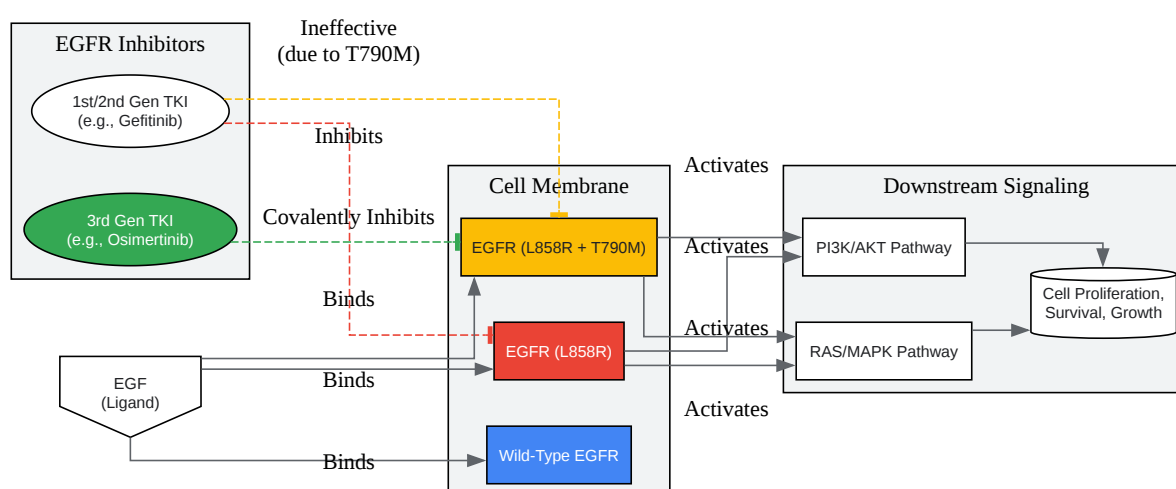 Ineffective
(due to T790M)
EGFR Inhibitors
1st/2nd Gen TKI
(e.g., Gefitinib)
Inhibits
3rd Gen TKI
(e.g., Osimertinib)
Covalently Inhibits
Binds
EGF
(Ligand)
Binds
Binds
Cell Membrane
EGFR (L858R + T790M)
EGFR (L858R)
Wild-Type EGFR
Activates
Activates
Activates
Activates
Downstream Signaling
PI3K/AKT Pathway
RAS/MAPK Pathway
Cell Proliferation,
Survival, Growth